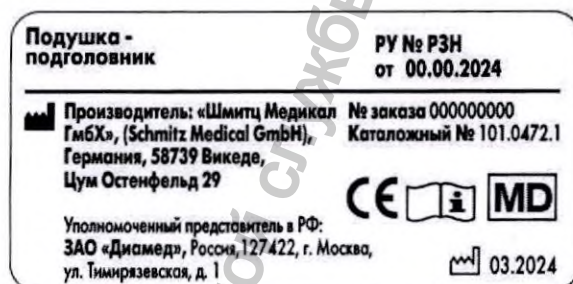 Подушка -
подголовник
РУ № РЗН
от 00.00.2024
Производитель: «Шмитц Медикал
ГмбХ», (Schmitz Medical GmbH),
Германия, 58739 Викеде,
Цум Остенфельд 29
№ заказа 000000000
Каталожный № 101.0472.1
CE
i
MD
Уполномоченный представитель в РФ:
ЗАО «Диамед», Россия, 127422, г. Москва,
ул. Тимирязевская, д. 1
03.2024